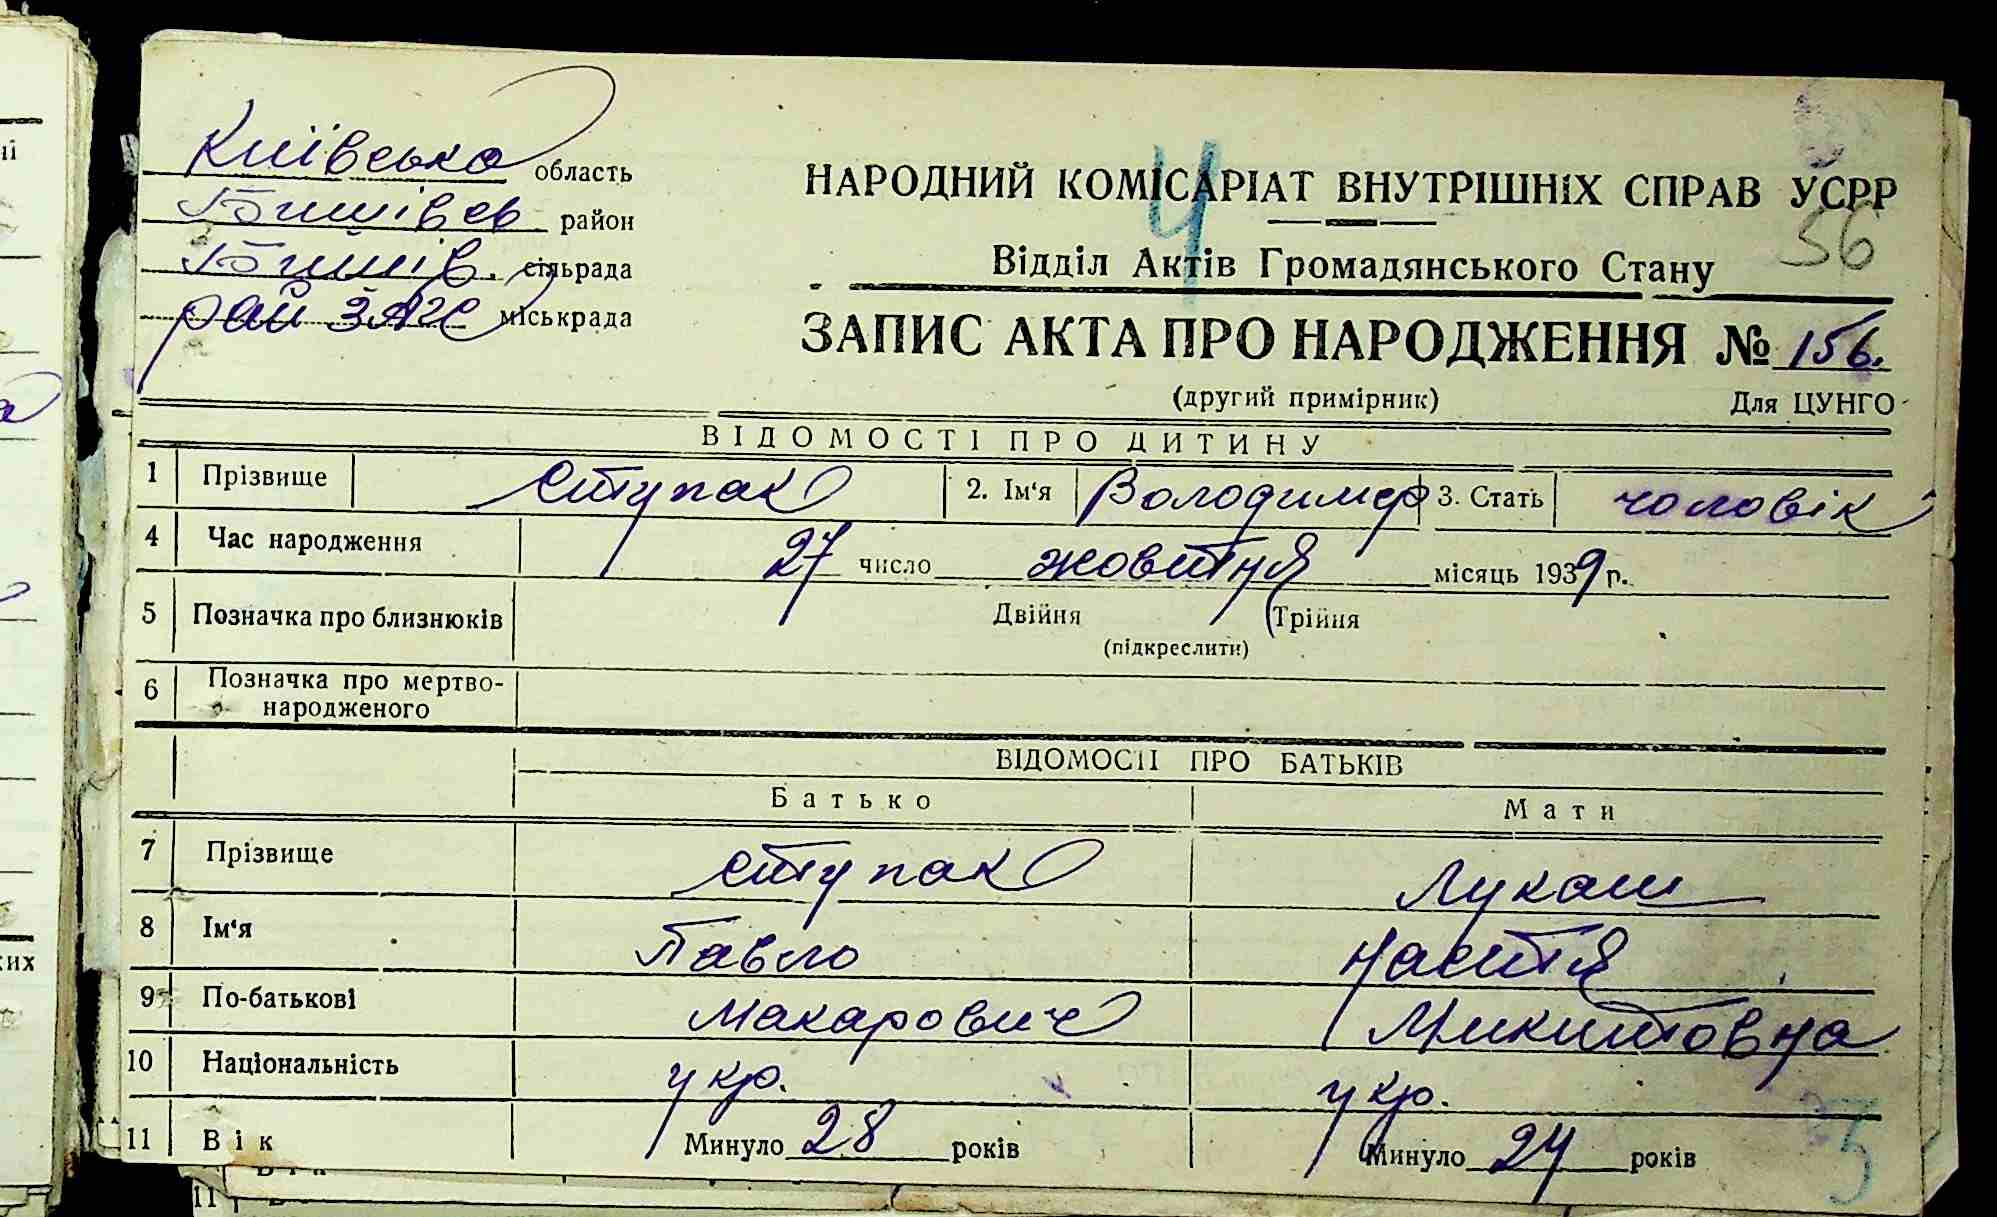 Київська область
Бишівсь район
Бишів. сільрада
рай ЗАГС міськрада
НАРОДНИЙ КОМІСАРІАТ ВНУТРІШНІХ СПРАВ УСРР
4
56
Відділ Актів Громадянського Стану
ЗАПИС АКТА ПРО НАРОДЖЕННЯ № 156.
(другий примірник) Для ЦУНГО
ВІДОМОСТІ ПРО ДИТИНУ
1 Прізвище Ступак 2. Ім'я Володимер 3. Стать чоловік
4 Час народження 27 число жовтня місяць 1939 р.
5 Позначка про близнюків Двійня Трійня
(підкреслити)
6 Позначка про мертво-
народженого
ВІДОМОСТІ ПРО БАТЬКІВ
Батько Мати
7 Прізвище Ступак Лукаш
8 Ім'я Павло Настя
9 По-батькові Макарович Микитовна
10 Національність укр. укр.
11 Вік Минуло 28 років Минуло 24 років